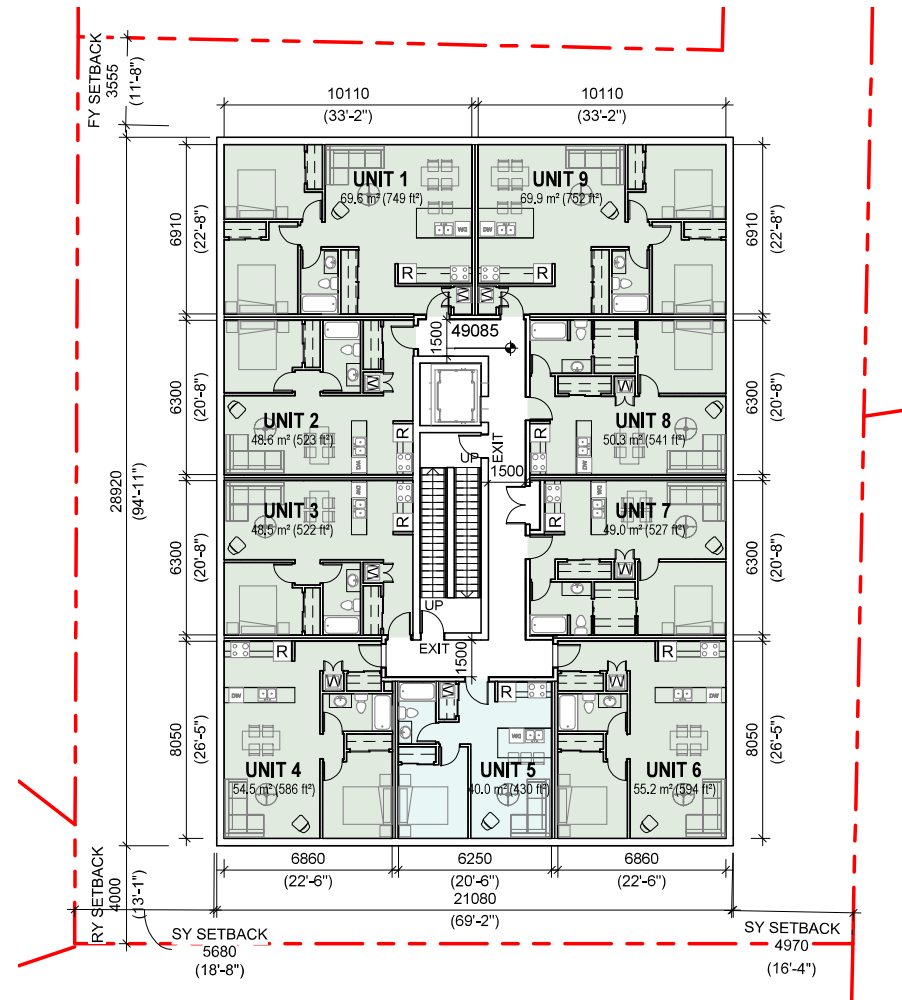 FY SETBACK
3555
(11'-8")
10110
(33'-2")
10110
(33'-2")
28920
(94'-11")
6910
(22'-8")
6300
(20'-8")
6300
(20'-8")
8050
(26'-5")
6910
(22'-8")
6300
(20'-8")
6300
(20'-8")
8050
(26'-5")
UNIT 1
69.6 m² (749 ft²)
UNIT 9
69.9 m² (752 ft²)
DW
DW
R
R
W
W
49085
1500
W
W
UNIT 2
48.6 m² (523 ft²)
R
DW
UNIT 8
50.3 m² (541 ft²)
R
DW
UP
EXIT
1500
UNIT 3
48.5 m² (522 ft²)
DW
R
W
UNIT 7
49.0 m² (527 ft²)
DW
R
W
UP
EXIT
1500
R
W
DW
W
R
DW
W
R
DW
UNIT 4
54.5 m² (586 ft²)
UNIT 5
40.0 m² (430 ft²)
UNIT 6
55.2 m² (594 ft²)
6860
(22'-6")
6250
(20'-6")
6860
(22'-6")
21080
(69'-2")
RY SETBACK
4000
(13'-1")
SY SETBACK
5680
(18'-8")
SY SETBACK
4970
(16'-4")